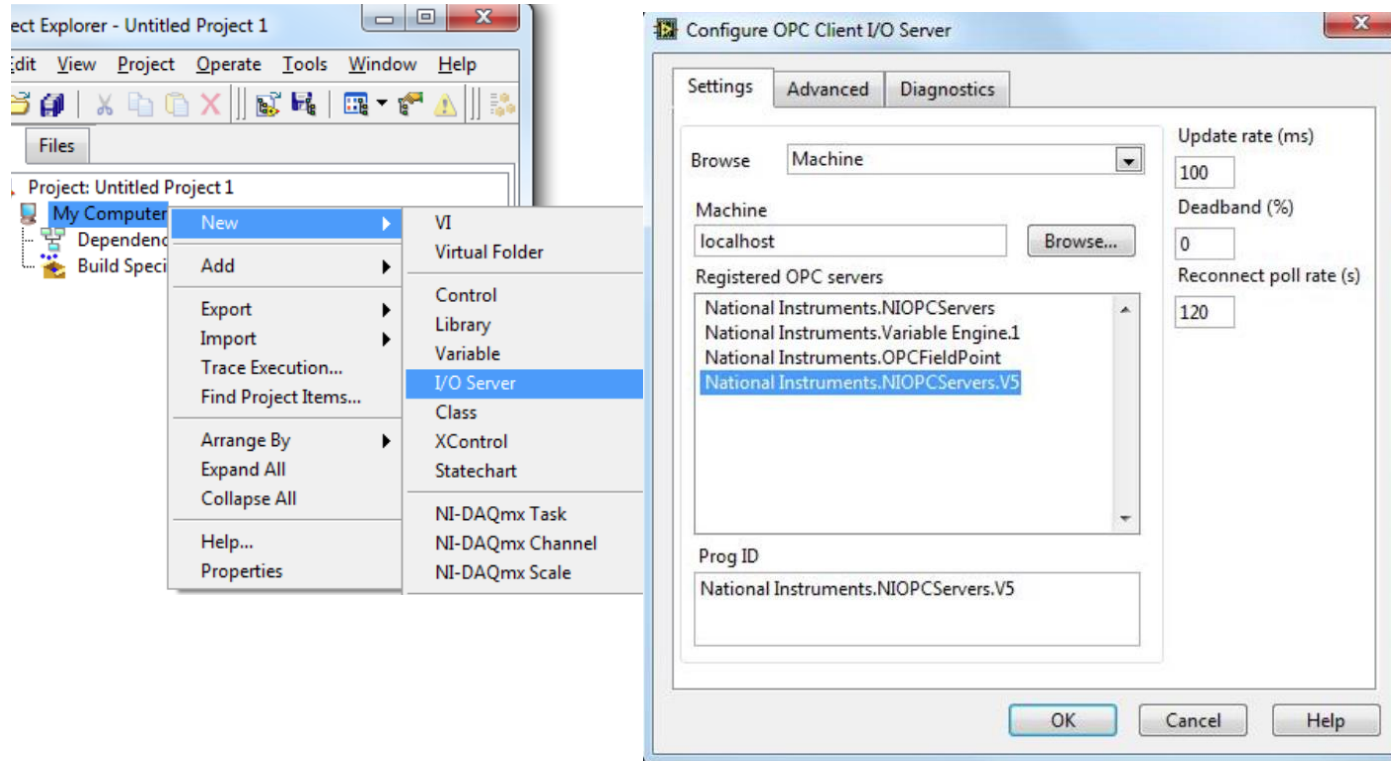 ect Explorer - Untitled Project 1
Edit View Project Operate Tools Window Help
Files
Project: Untitled Project 1
My Computer
Dependenc
Build Speci
New
Add
Export
Import
Trace Execution...
Find Project Items...
Arrange By
Expand All
Collapse All
Help...
Properties
VI
Virtual Folder
Control
Library
Variable
I/O Server
Class
XControl
Statechart
NI-DAQmx Task
NI-DAQmx Channel
NI-DAQmx Scale
Configure OPC Client I/O Server
Settings Advanced Diagnostics
Browse Machine
Machine
localhost Browse...
Registered OPC servers
National Instruments.NIOPCServers
National Instruments.Variable Engine.1
National Instruments.OPCFieldPoint
National Instruments.NIOPCServers.V5
Prog ID
National Instruments.NIOPCServers.V5
Update rate (ms)
100
Deadband (%)
0
Reconnect poll rate (s)
120
OK Cancel Help